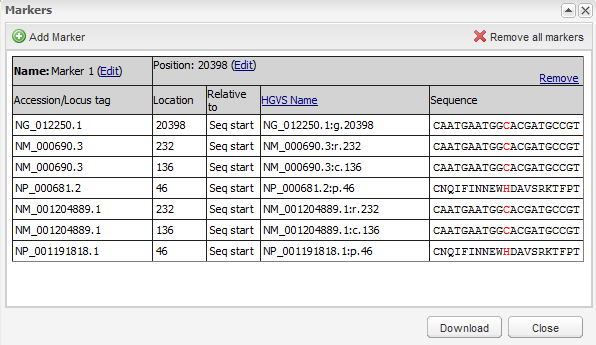 Markers
Add Marker Remove all markers
Name: Marker 1 (Edit) Position: 20398 (Edit)
Remove
Accession/Locus tag Location Relative to HGVS Name Sequence
NG_012250.1 20398 Seq start NG_012250.1:g.20398 CAATGAATGGCACGATGCCGT
NM_000690.3 232 Seq start NM_000690.3:r.232 CAATGAATGGCACGATGCCGT
NM_000690.3 136 Seq start NM_000690.3:c.136 CAATGAATGGCACGATGCCGT
NP_000681.2 46 Seq start NP_000681.2:p.46 CNQIFINNEWHDAVSRKTFPT
NM_001204889.1 232 Seq start NM_001204889.1:r.232 CAATGAATGGCACGATGCCGT
NM_001204889.1 136 Seq start NM_001204889.1:c.136 CAATGAATGGCACGATGCCGT
NP_001191818.1 46 Seq start NP_001191818.1:p.46 CNQIFINNEWHDAVSRKTFPT
Download Close